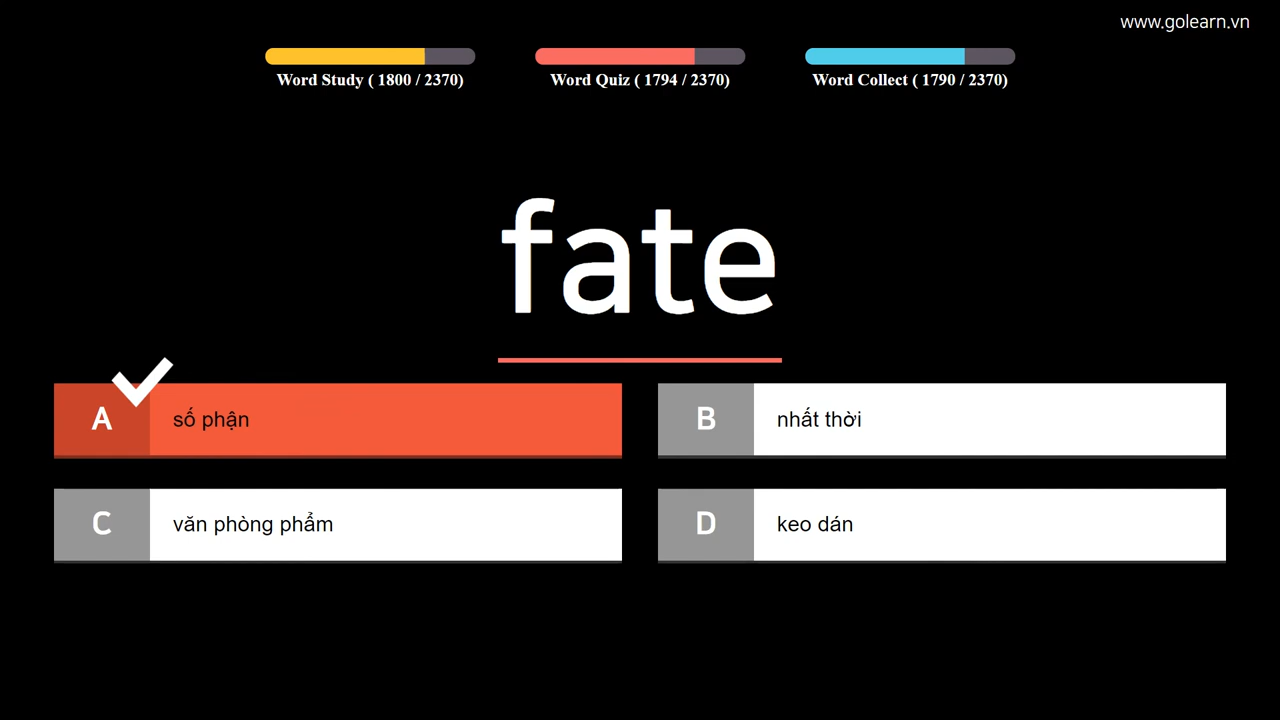 www.golearn.vn
Word Study ( 1800 / 2370)
Word Quiz ( 1794 / 2370)
Word Collect ( 1790 / 2370)
fate
A số phận
B nhất thời
C văn phòng phẩm
D keo dán